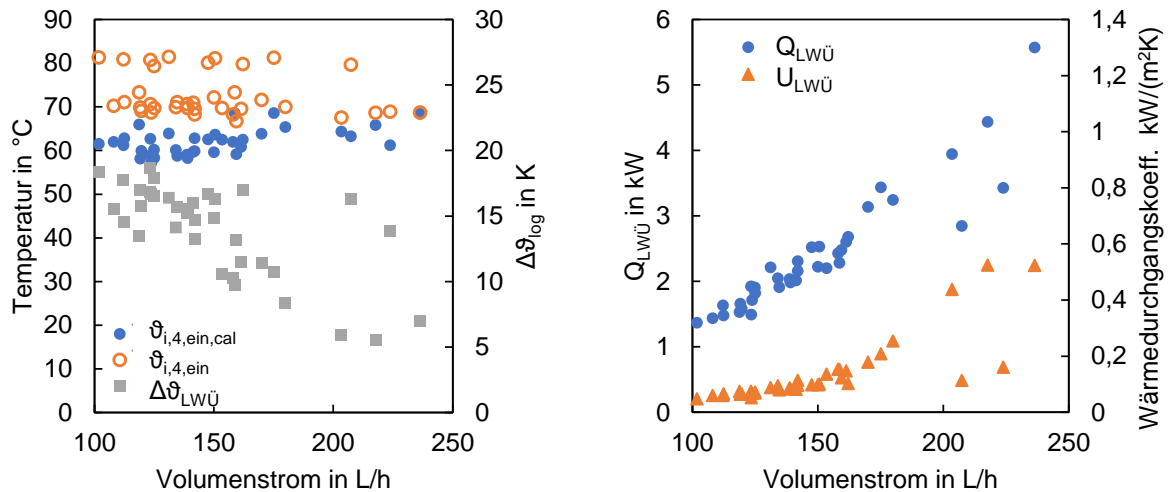 Temperatur in °C
90
80
70
60
50
40
30
20
10
0
ϑi,4,ein,cal
ϑi,4,ein
ΔϑLWÜ
30
25
20
15
10
5
0
Δϑlog in K
100 150 200 250
Volumenstrom in L/h
QLWÜ in kW
6
5
4
3
2
1
0
QLWÜ
ULWÜ
1,4
1,2
1
0,8
0,6
0,4
0,2
0
Wärmedurchgangskoeff. kW/(m²K)
100 150 200 250
Volumenstrom in L/h